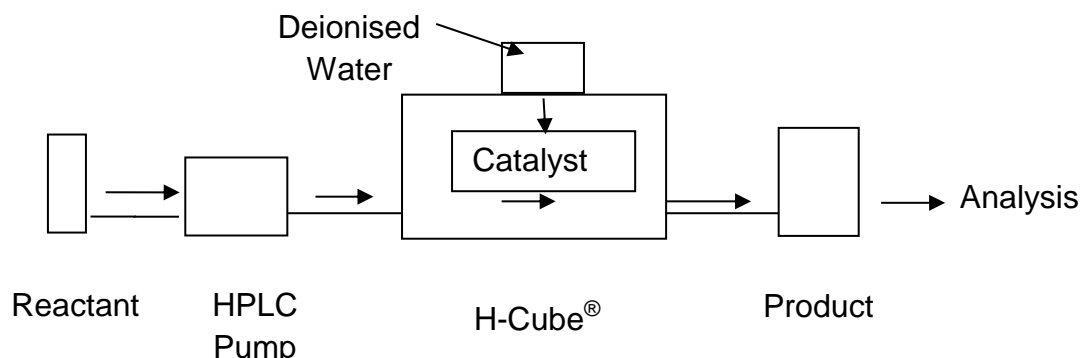 Deionised
Water
Catalyst
Analysis
Reactant
HPLC
Pump
H-Cube®
Product